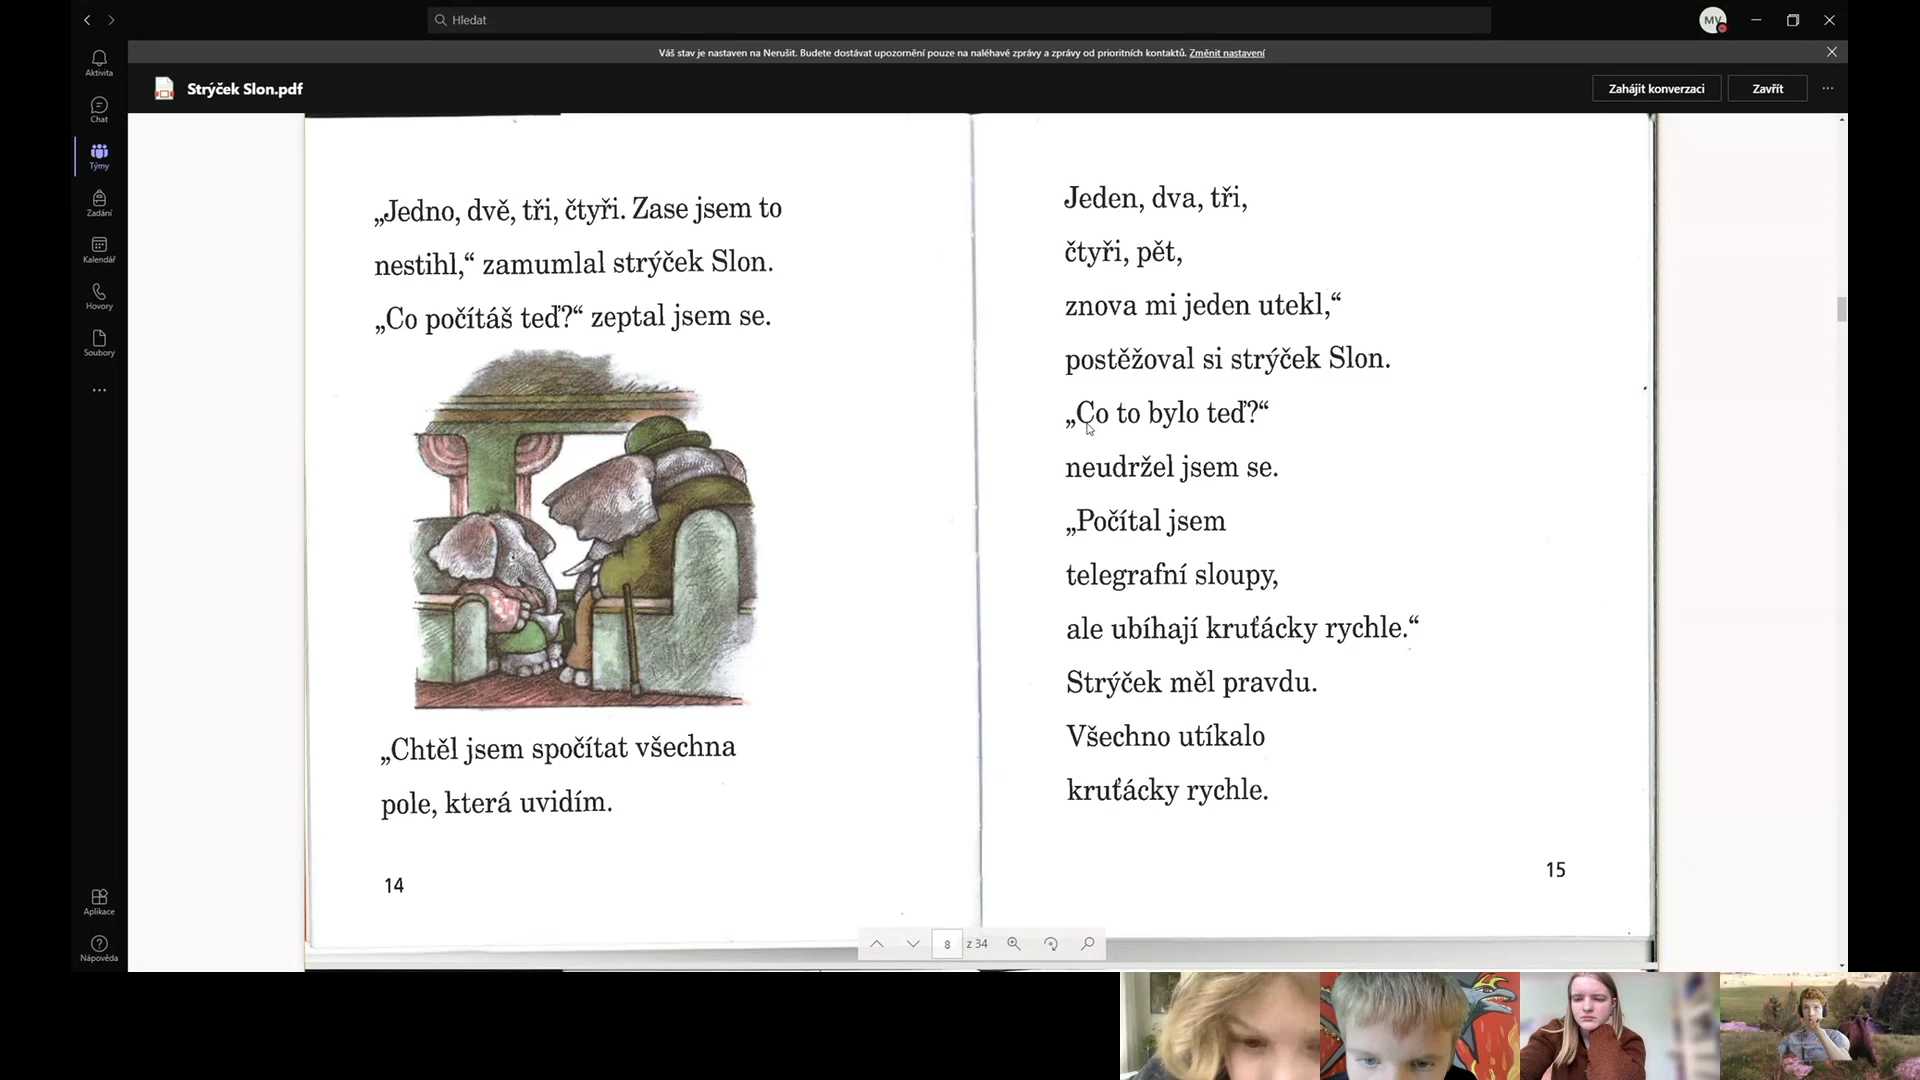 Hledat
MV
Váš stav je nastaven na Nerušit. Budete dostávat upozornění pouze na naléhavé zprávy a zprávy od prioritních kontaktů. Změnit nastavení
Strýček Slon.pdf
Zahájit konverzaci
Zavřít
Aktivita
Chat
Týmy
Zadání
Kalendář
Hovory
Soubory
Aplikace
Nápověda
„Jedno, dvě, tři, čtyři. Zase jsem to
nestihl,“ zamumlal strýček Slon.
„Co počítáš teď?“ zeptal jsem se.
„Chtěl jsem spočítat všechna
pole, která uvidím.
14
Jeden, dva, tři,
čtyři, pět,
znova mi jeden utekl,“
postěžoval si strýček Slon.
„Co to bylo teď?“
neudržel jsem se.
„Počítal jsem
telegrafní sloupy,
ale ubíhají kruťácky rychle.“
Strýček měl pravdu.
Všechno utíkalo
kruťácky rychle.
15
8 z 34